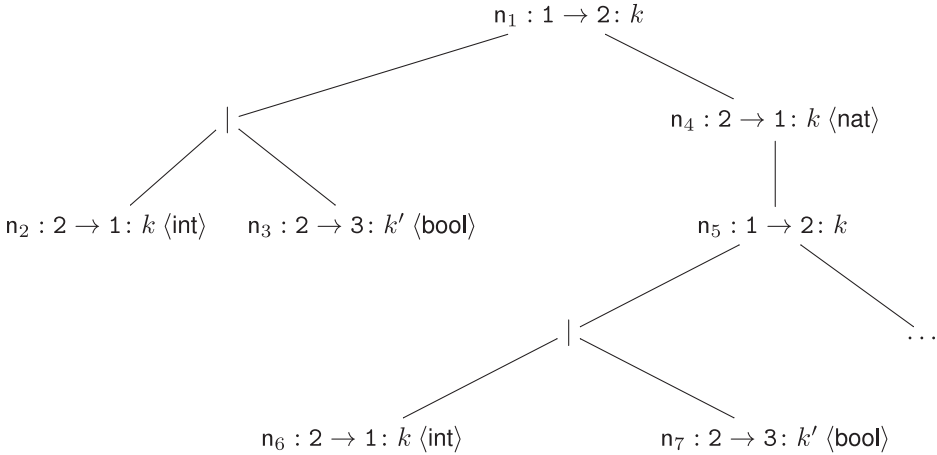 n₁ : 1 → 2: k
|
n₄ : 2 → 1: k ⟨nat⟩
n₂ : 2 → 1: k ⟨int⟩ n₃ : 2 → 3: k′ ⟨bool⟩ n₅ : 1 → 2: k
| ...
n₆ : 2 → 1: k ⟨int⟩ n₇ : 2 → 3: k′ ⟨bool⟩